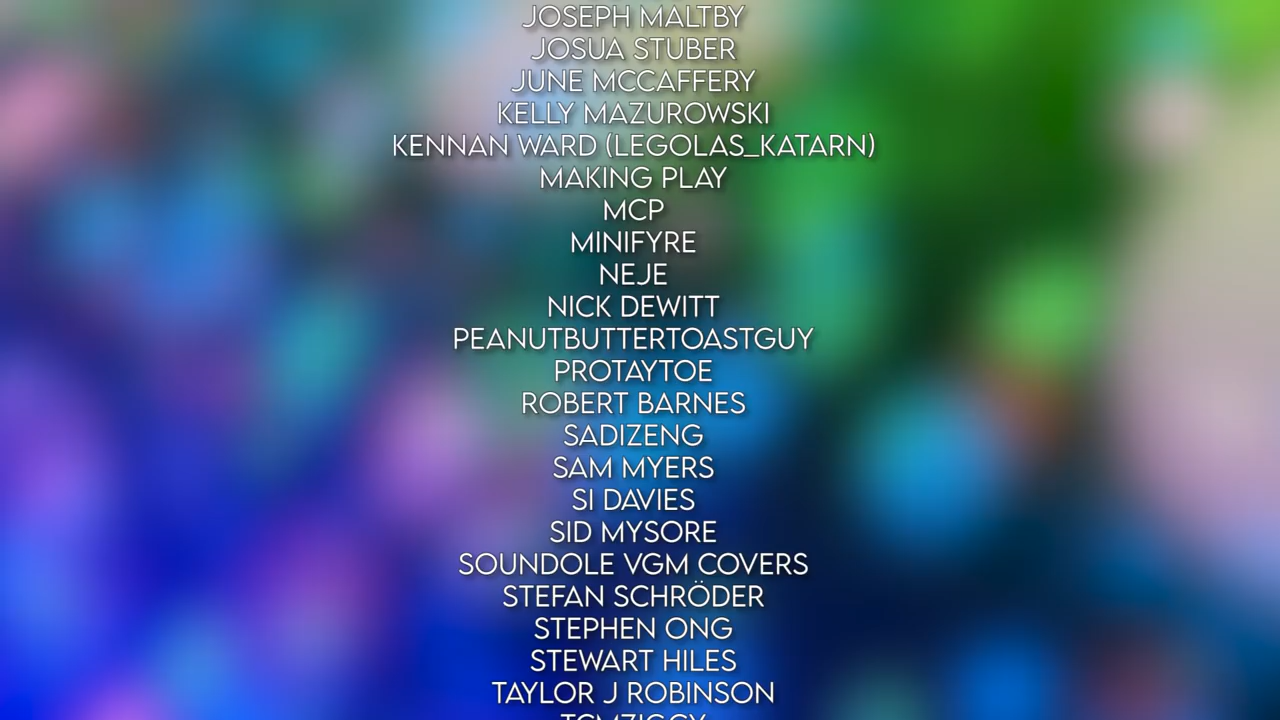 JOSEPH MALTBY
JOSUA STUBER
JUNE MCCAFFERY
KELLY MAZUROWSKI
KENNAN WARD (LEGOLAS_KATARN)
MAKING PLAY
MCP
MINIFYRE
NEJE
NICK DEWITT
PEANUTBUTTERTOASTGUY
PROTAYTOE
ROBERT BARNES
SADIZENG
SAM MYERS
SI DAVIES
SID MYSORE
SOUNDOLE VGM COVERS
STEFAN SCHRÖDER
STEPHEN ONG
STEWART HILES
TAYLOR J ROBINSON